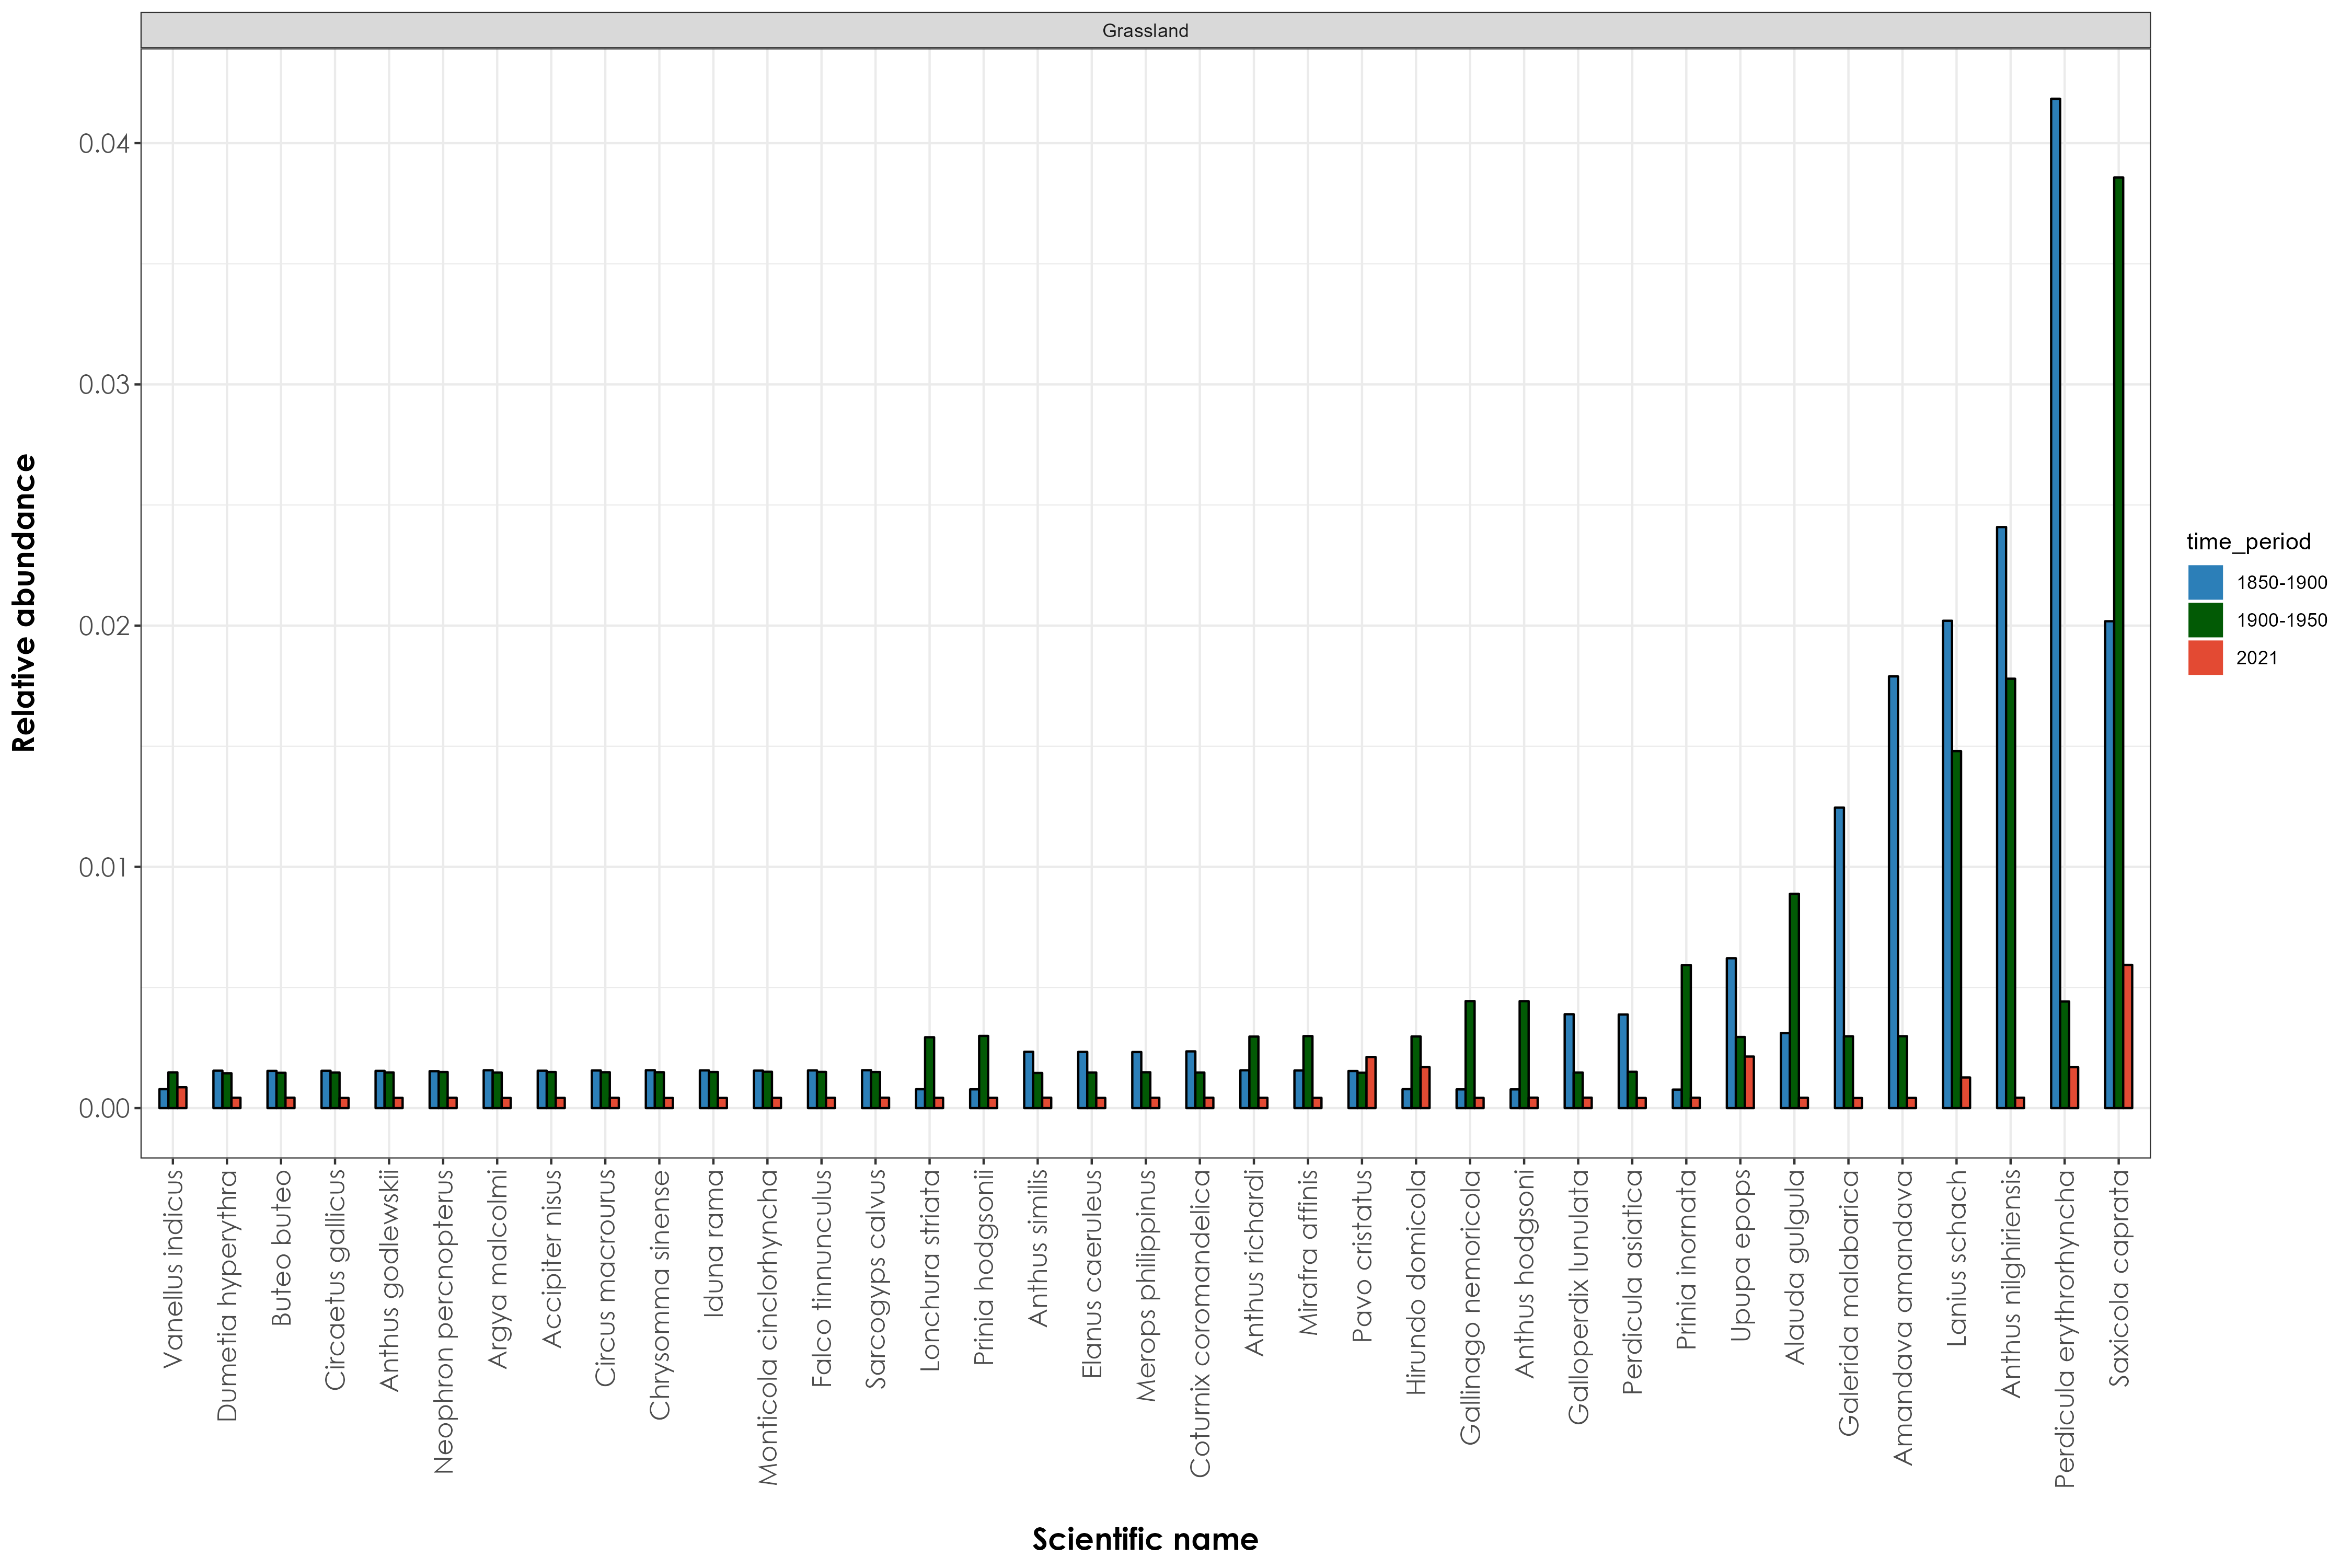 Grassland
Relative abundance
0.04
0.03
0.02
0.01
0.00
time_period
1850-1900
1900-1950
2021
Vanellus indicus
Dumetia hyperythra
Buteo buteo
Circaetus gallicus
Anthus godlewskii
Neophron percnopterus
Argya malcolmi
Accipiter nisus
Circus macrourus
Chrysomma sinense
Iduna rama
Monticola cinclorhyncha
Falco tinnunculus
Sarcogyps calvus
Lonchura striata
Prinia hodgsonii
Anthus similis
Elanus caeruleus
Merops philippinus
Coturnix coromandelica
Anthus richardi
Mirafra affinis
Pavo cristatus
Hirundo domicola
Gallinago nemoricola
Anthus hodgsoni
Galloperdix lunulata
Perdicula asiatica
Prinia inornata
Upupa epops
Alauda gulgula
Galerida malabarica
Amandava amandava
Lanius schach
Anthus nilghiriensis
Perdicula erythrorhyncha
Saxicola caprata
Scientific name